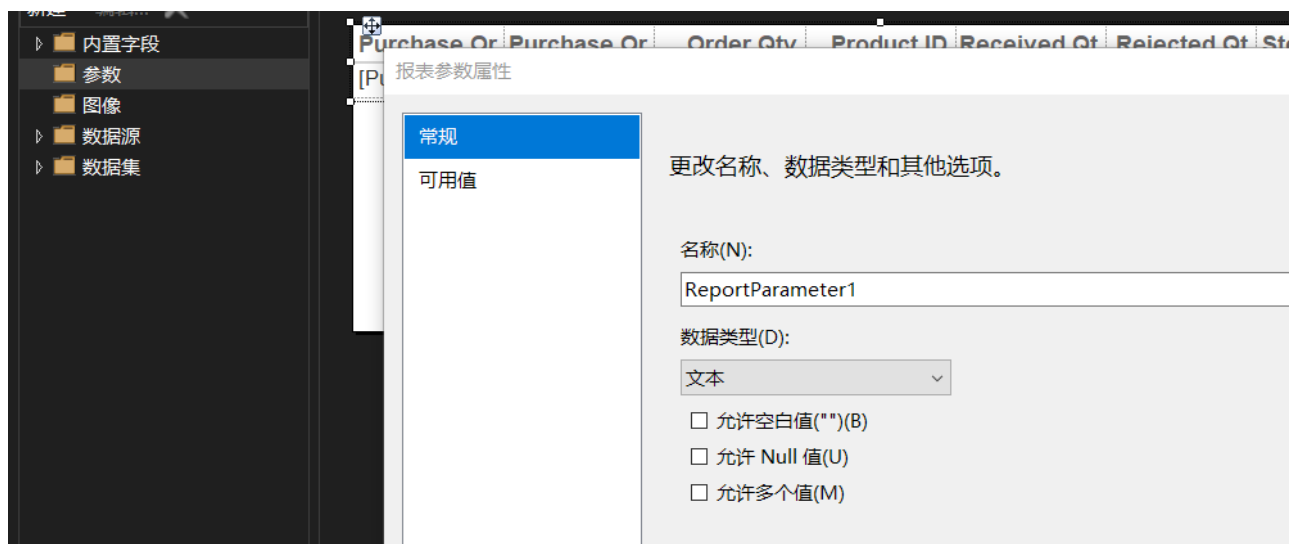 内置字段
参数
图像
数据源
数据集
Purchase Or Purchase Or Order Qty Product ID Received Qt Rejected Qt
报表参数属性
常规
可用值
更改名称、数据类型和其他选项。
名称(N):
ReportParameter1
数据类型(D):
文本
允许空白值("")(B)
允许 Null 值(U)
允许多个值(M)